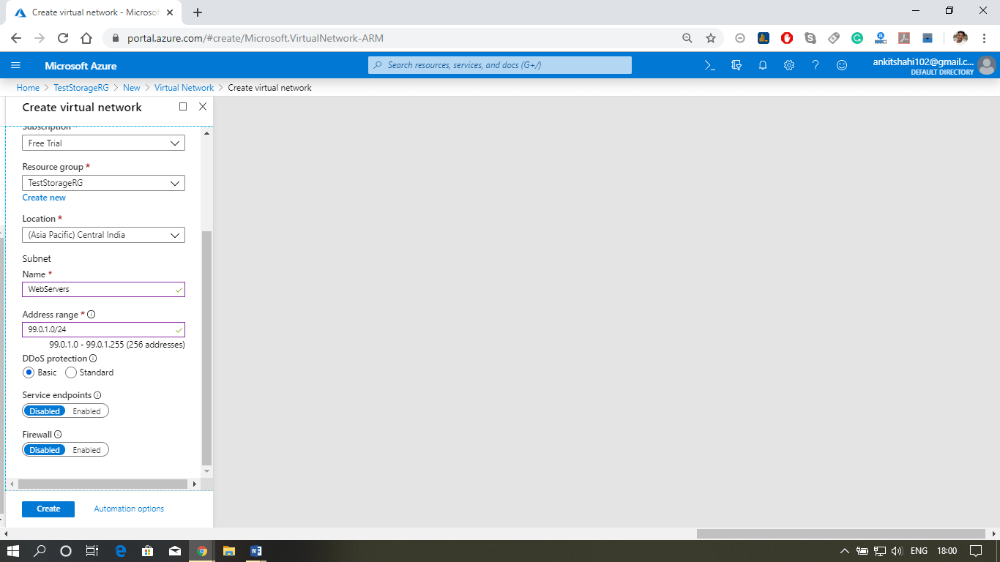 Create virtual network - Microsof
portal.azure.com/#create/Microsoft.VirtualNetwork-ARM
Microsoft Azure
Search resources, services, and docs (G+/)
ankitshahi102@gmail.c...
DEFAULT DIRECTORY
Home > TestStorageRG > New > Virtual Network > Create virtual network
Create virtual network
Subscription *
Free Trial
Resource group *
TestStorageRG
Create new
Location *
(Asia Pacific) Central India
Subnet
Name *
WebServers
Address range *
99.0.1.0/24
99.0.1.0 - 99.0.1.255 (256 addresses)
DDoS protection
Basic Standard
Service endpoints
Disabled Enabled
Firewall
Disabled Enabled
Create Automation options
ENG 18:00